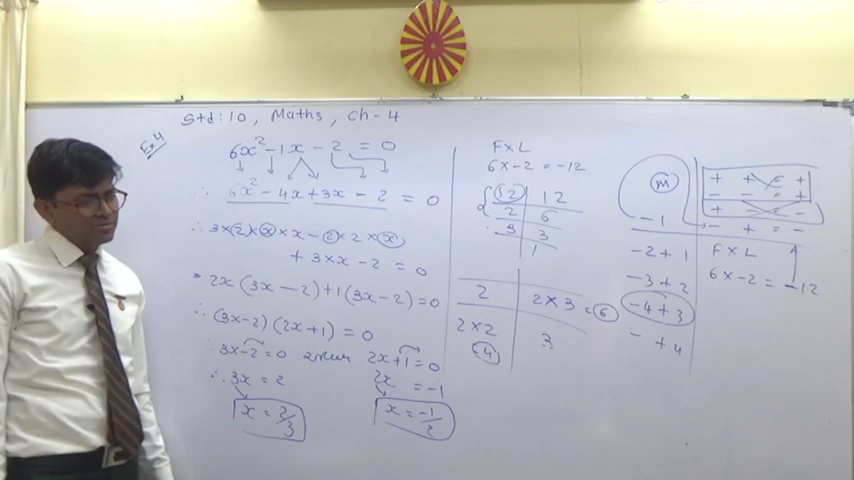 Std: 10, Maths, Ch - 4
Ex 4
6x² - 1x - 2 = 0
∴ 6x² - 4x + 3x - 2 = 0
∴ 3 × 2 × x × x - 2 × 2 × x
+ 3 × x - 2 = 0
2x (3x - 2) + 1 (3x - 2) = 0
∴ (3x - 2) (2x + 1) = 0
3x - 2 = 0 અથવા 2x + 1 = 0
∴ 3x = 2 2x = -1
x = 2/3 x = -1/2
F × L
6 × -2 = -12
2 12
2 6
3 3
1
2 2 × 3 = 6
2 × 2 3
-4
m
-1
-2 + 1
-3 + 2
-4 + 3
- + 4
+ + = +
- - = +
+ - = -
- + = -
F × L
6 × -2 = -12